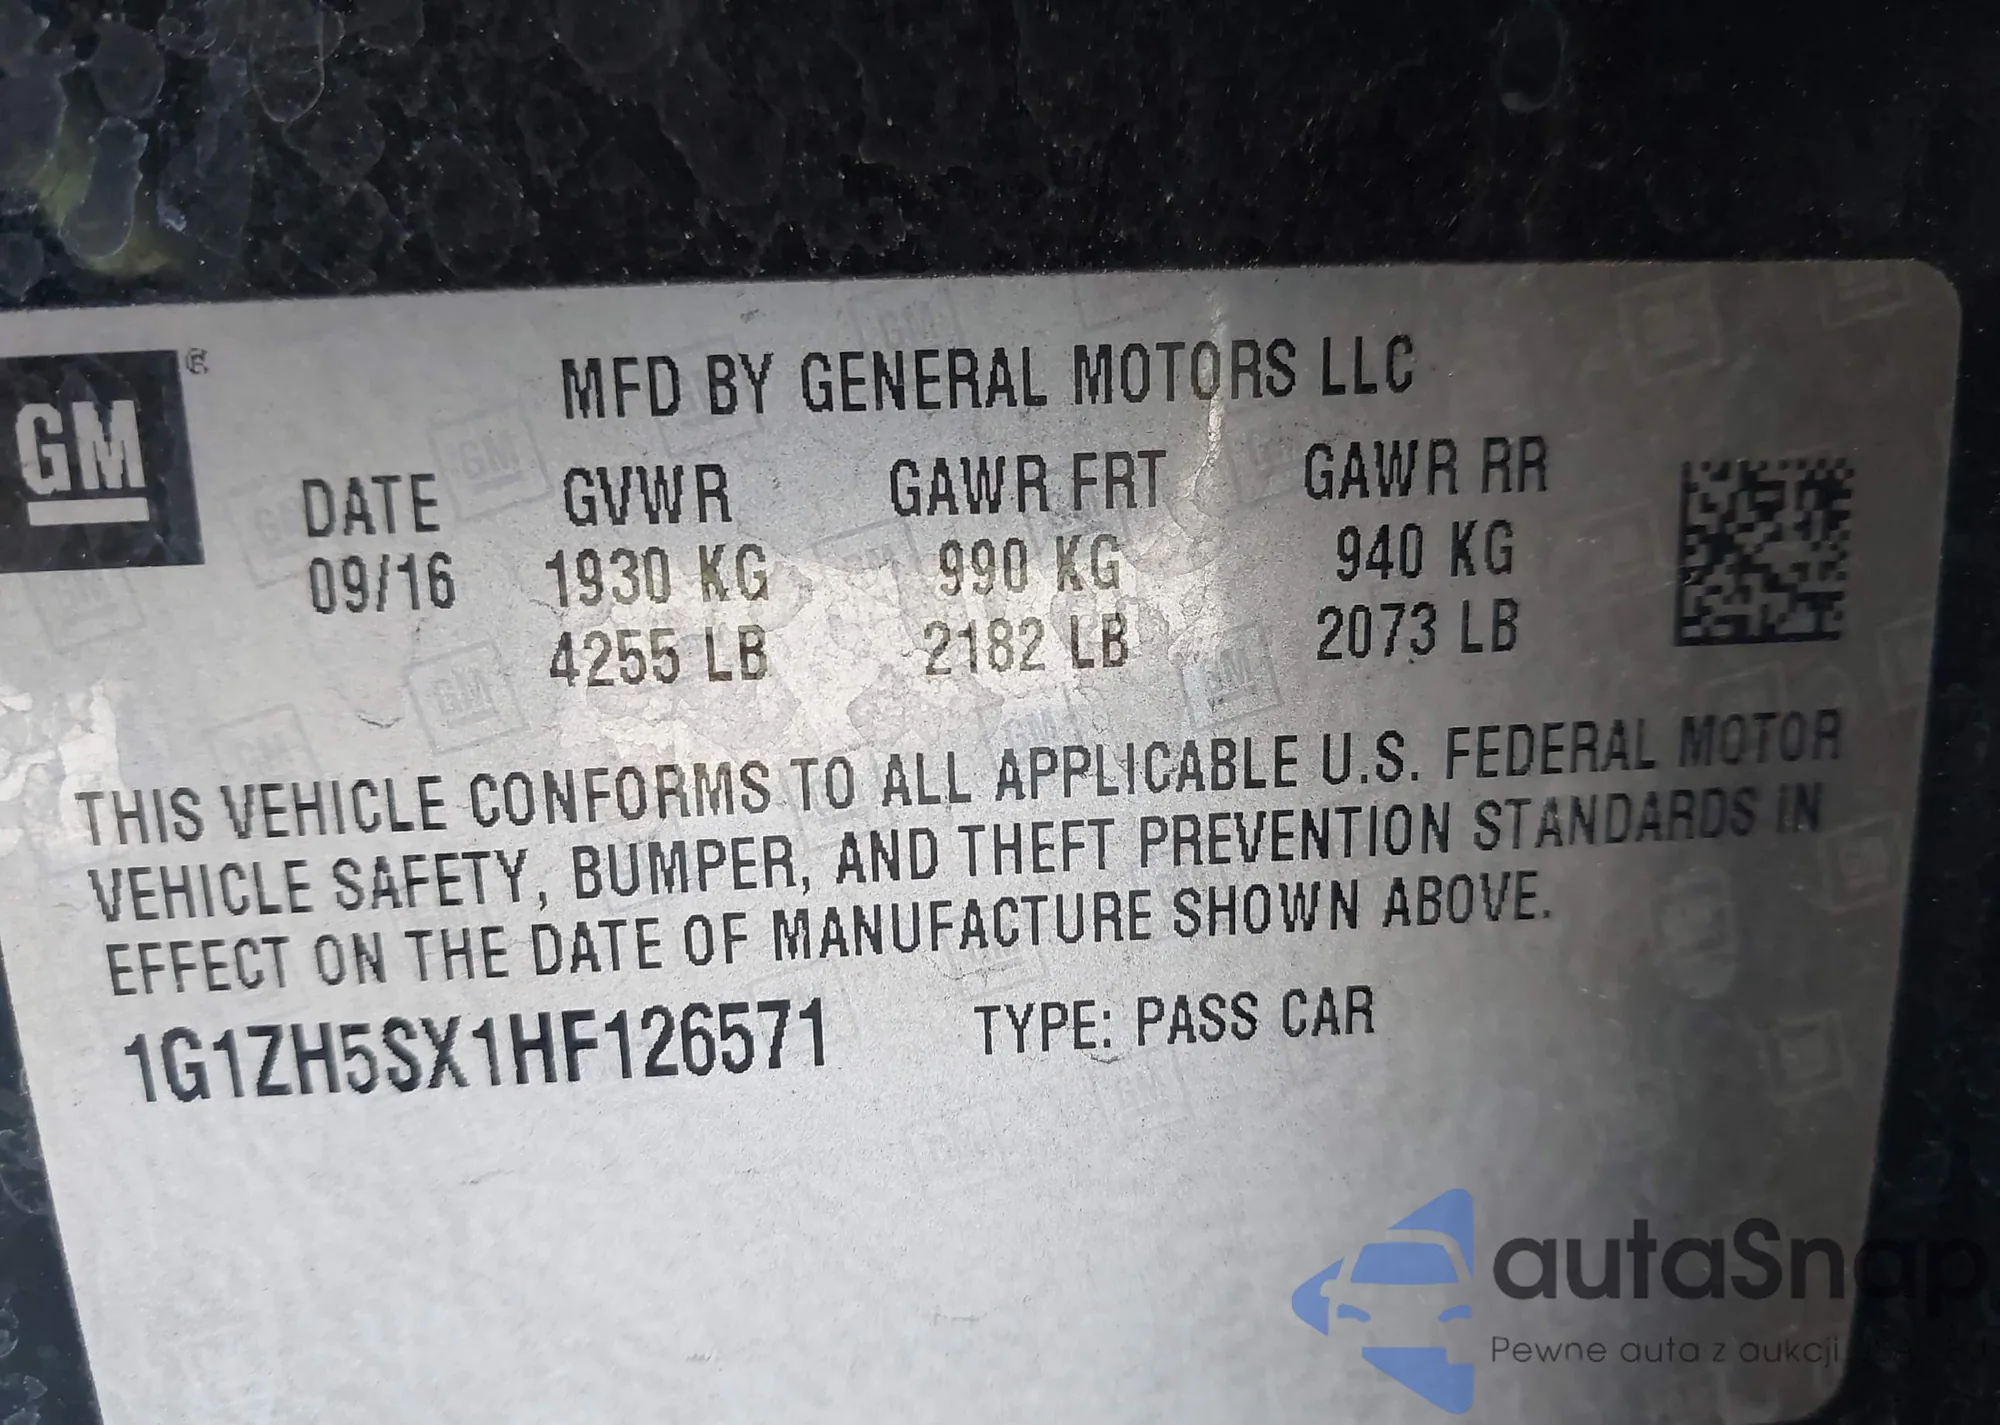 GM ®
MFD BY GENERAL MOTORS LLC
DATE GVWR GAWR FRT GAWR RR
09/16 1930 KG 990 KG 940 KG
4255 LB 2182 LB 2073 LB
THIS VEHICLE CONFORMS TO ALL APPLICABLE U.S. FEDERAL MOTOR
VEHICLE SAFETY, BUMPER, AND THEFT PREVENTION STANDARDS IN
EFFECT ON THE DATE OF MANUFACTURE SHOWN ABOVE.
1G1ZH5SX1HF126571 TYPE: PASS CAR
autaSnap
Pewne auta z aukcji